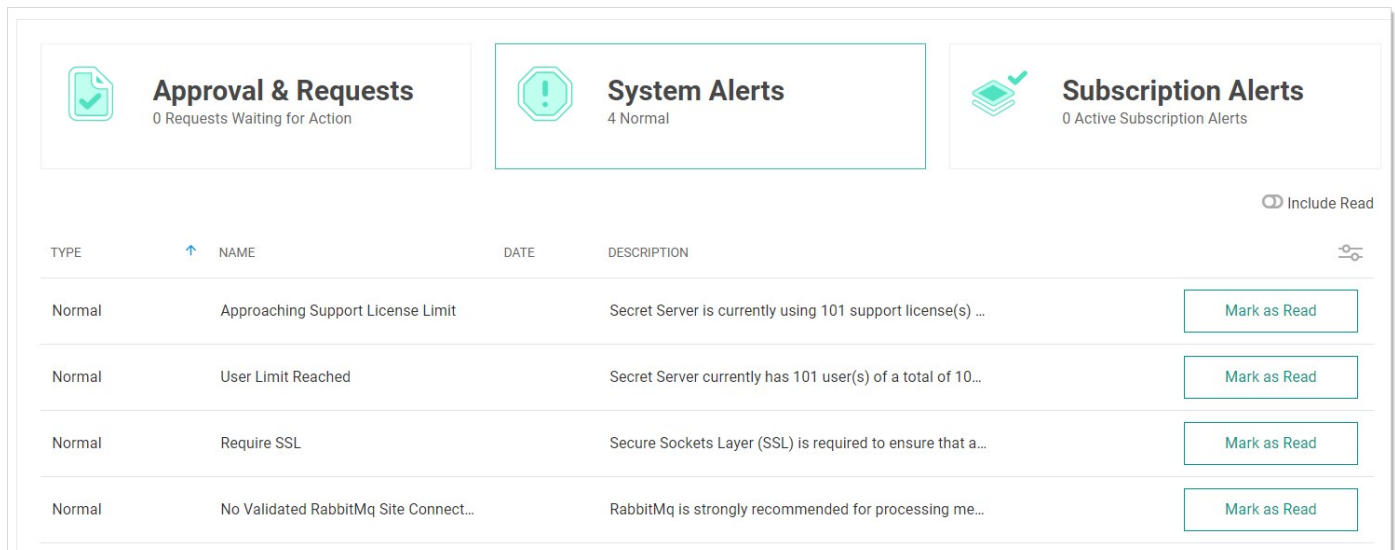 Approval & Requests
0 Requests Waiting for Action
System Alerts
4 Normal
Subscription Alerts
0 Active Subscription Alerts
Include Read
TYPE NAME DATE DESCRIPTION
Normal Approaching Support License Limit Secret Server is currently using 101 support license(s) ... Mark as Read
Normal User Limit Reached Secret Server currently has 101 user(s) of a total of 10... Mark as Read
Normal Require SSL Secure Sockets Layer (SSL) is required to ensure that a... Mark as Read
Normal No Validated RabbitMq Site Connect... RabbitMq is strongly recommended for processing me... Mark as Read